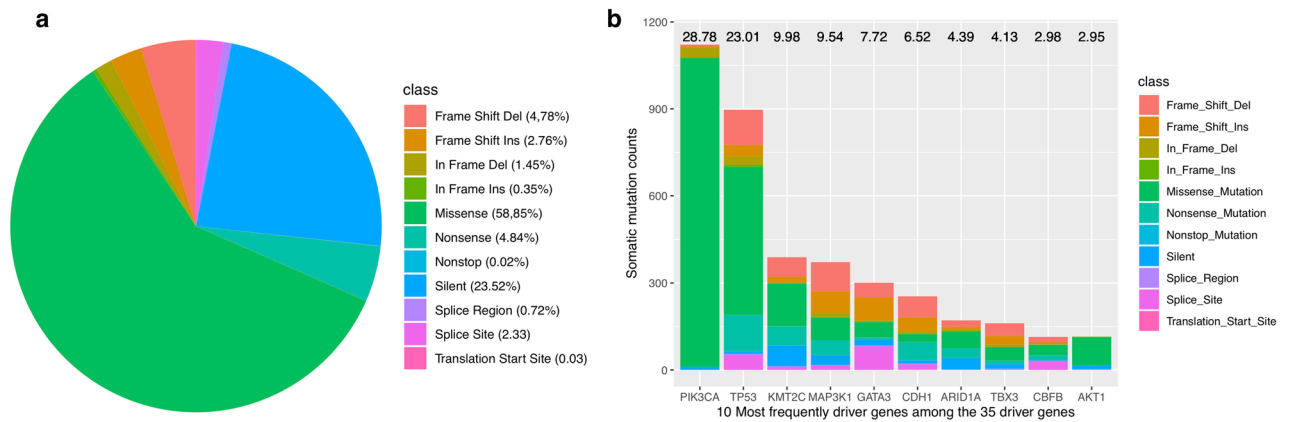 a
class
Frame Shift Del (4,78%)
Frame Shift Ins (2.76%)
In Frame Del (1.45%)
In Frame Ins (0.35%)
Missense (58,85%)
Nonsense (4.84%)
Nonstop (0.02%)
Silent (23.52%)
Splice Region (0.72%)
Splice Site (2.33)
Translation Start Site (0.03)
b
Somatic mutation counts
1200
900
600
300
0
28.78 23.01 9.98 9.54 7.72 6.52 4.39 4.13 2.98 2.95
PIK3CA TP53 KMT2C MAP3K1 GATA3 CDH1 ARID1A TBX3 CBFB AKT1
10 Most frequently driver genes among the 35 driver genes
class
Frame_Shift_Del
Frame_Shift_Ins
In_Frame_Del
In_Frame_Ins
Missense_Mutation
Nonsense_Mutation
Nonstop_Mutation
Silent
Splice_Region
Splice_Site
Translation_Start_Site